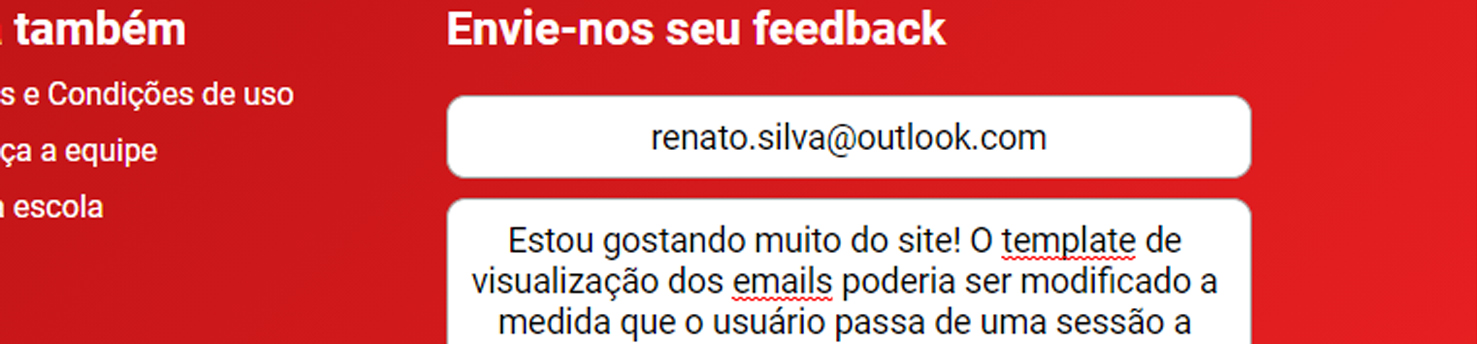 também
Envie-nos seu feedback
s e Condições de uso
ça a equipe
escola
renato.silva@outlook.com
Estou gostando muito do site! O template de
visualização dos emails poderia ser modificado a
medida que o usuário passa de uma sessão a